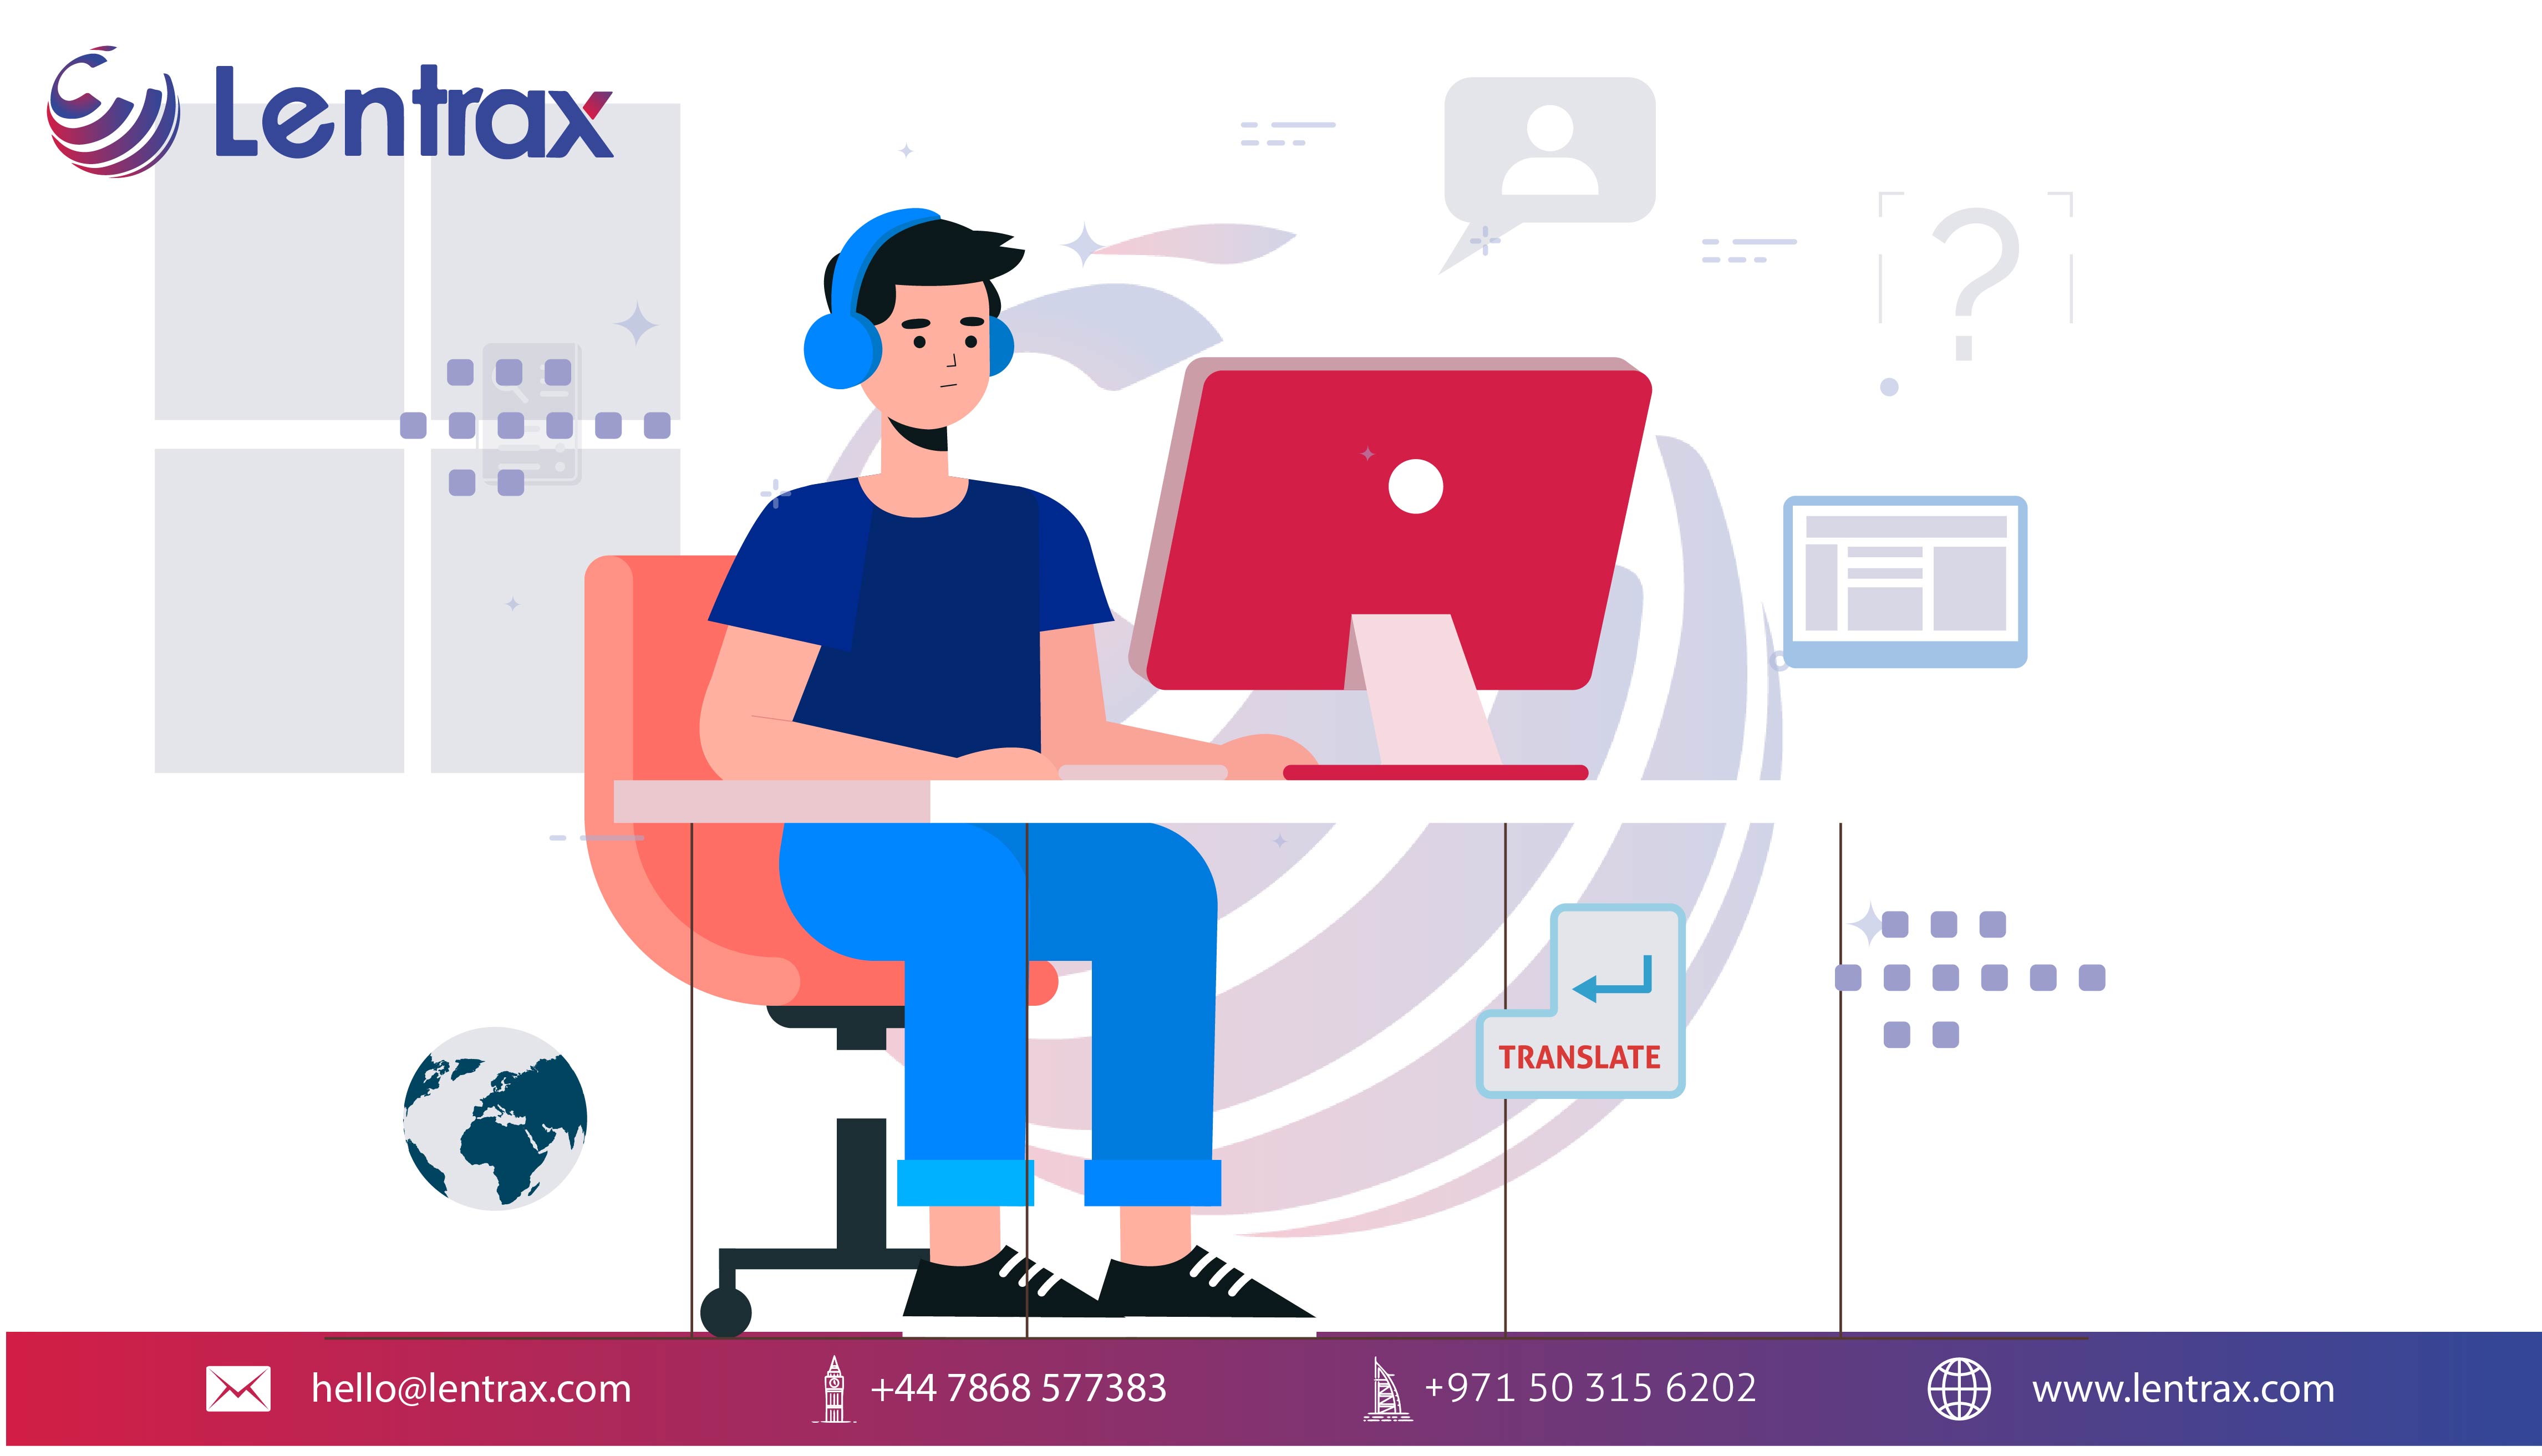 Lentrax
?
TRANSLATE
hello@lentrax.com
+44 7868 577383
+971 50 315 6202
www.lentrax.com